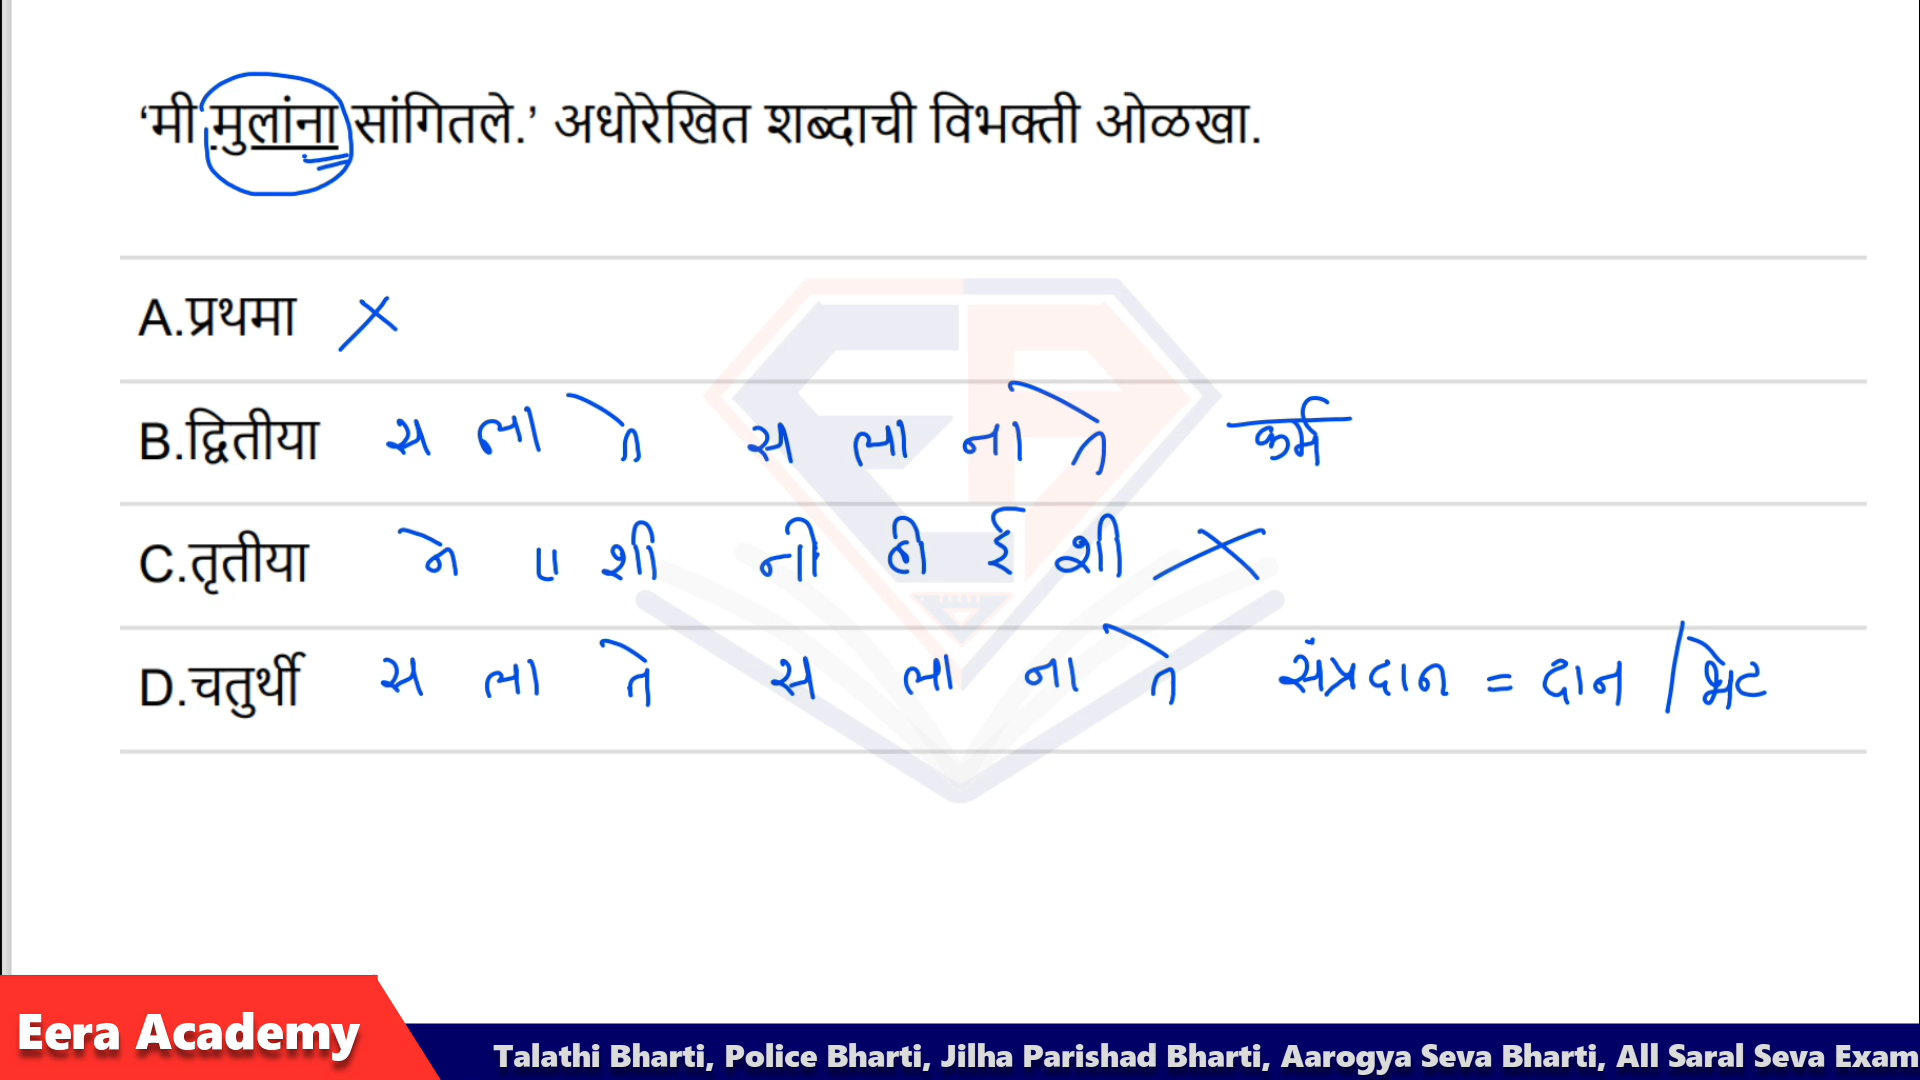 ‘मी मुलांना सांगितले.’ अधोरेखित शब्दाची विभक्ती ओळखा.
A.प्रथमा
B.द्वितीया स ला ते स ला ना ते कर्म
C.तृतीया ने ए शी नी ही ई शी
D.चतुर्थी स ला ते स ला ना ते संप्रदान = दान / भेट
Eera Academy
Talathi Bharti, Police Bharti, Jilha Parishad Bharti, Aarogya Seva Bharti, All Saral Seva Exam